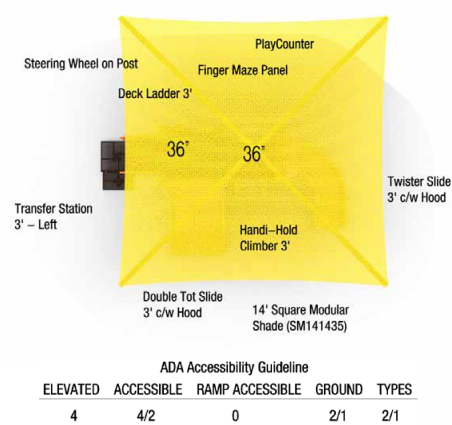 PlayCounter
Steering Wheel on Post
Finger Maze Panel
Deck Ladder 3'
36"
36"
Twister Slide
3' c/w Hood
Transfer Station
3' – Left
Handi–Hold
Climber 3'
Double Tot Slide
3' c/w Hood
14' Square Modular
Shade (SM141435)
ADA Accessibility Guideline
ELEVATED ACCESSIBLE RAMP ACCESSIBLE GROUND TYPES
4 4/2 0 2/1 2/1